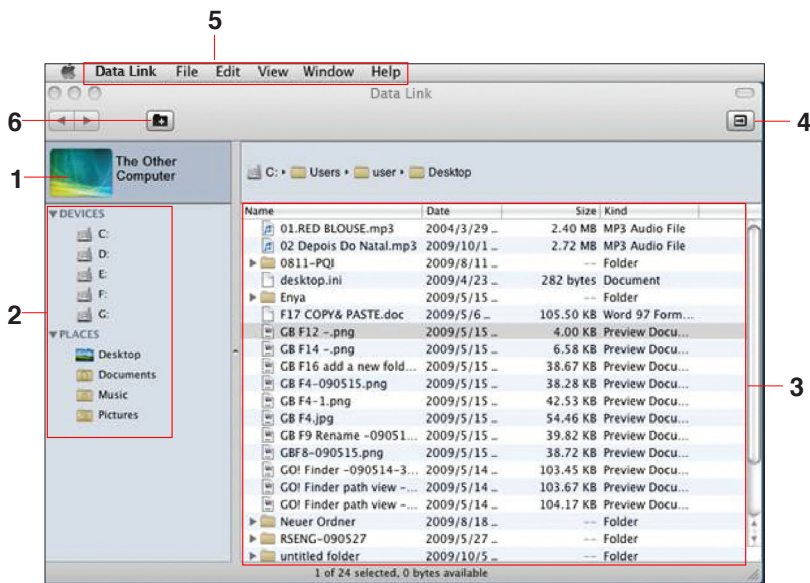 5
Data Link File Edit View Window Help
Data Link
6
4
1
The Other
Computer
C: Users user Desktop
2
DEVICES
C:
D:
E:
F:
G:
PLACES
Desktop
Documents
Music
Pictures
3
Name Date Size Kind
01.RED BLOUSE.mp3 2004/3/29 ... 2.40 MB MP3 Audio File
02 Depois Do Natal.mp3 2009/10/1 ... 2.72 MB MP3 Audio File
0811-PQI 2009/8/11 ... -- Folder
desktop.ini 2009/4/23 ... 282 bytes Document
Enya 2009/5/15 ... -- Folder
F17 COPY& PASTE.doc 2009/5/6 ... 105.50 KB Word 97 Form...
GB F12 -.png 2009/5/15 ... 4.00 KB Preview Docu...
GB F14 -.png 2009/5/15 ... 6.58 KB Preview Docu...
GB F16 add a new fold... 2009/5/15 ... 38.67 KB Preview Docu...
GB F4-090515.png 2009/5/15 ... 38.28 KB Preview Docu...
GB F4-1.png 2009/5/15 ... 42.53 KB Preview Docu...
GB F4.jpg 2009/5/15 ... 54.46 KB Preview Docu...
GB F9 Rename -09051... 2009/5/15 ... 39.82 KB Preview Docu...
GBF8-090515.png 2009/5/15 ... 38.72 KB Preview Docu...
GO! Finder -090514-3... 2009/5/14 ... 103.45 KB Preview Docu...
GO! Finder path view -... 2009/5/14 ... 103.67 KB Preview Docu...
GO! Finder path view -... 2009/5/14 ... 104.17 KB Preview Docu...
Neuer Ordner 2009/8/18 ... -- Folder
RSENG-090527 2009/5/27 ... -- Folder
untitled folder 2009/10/5 ... -- Folder
1 of 24 selected, 0 bytes available